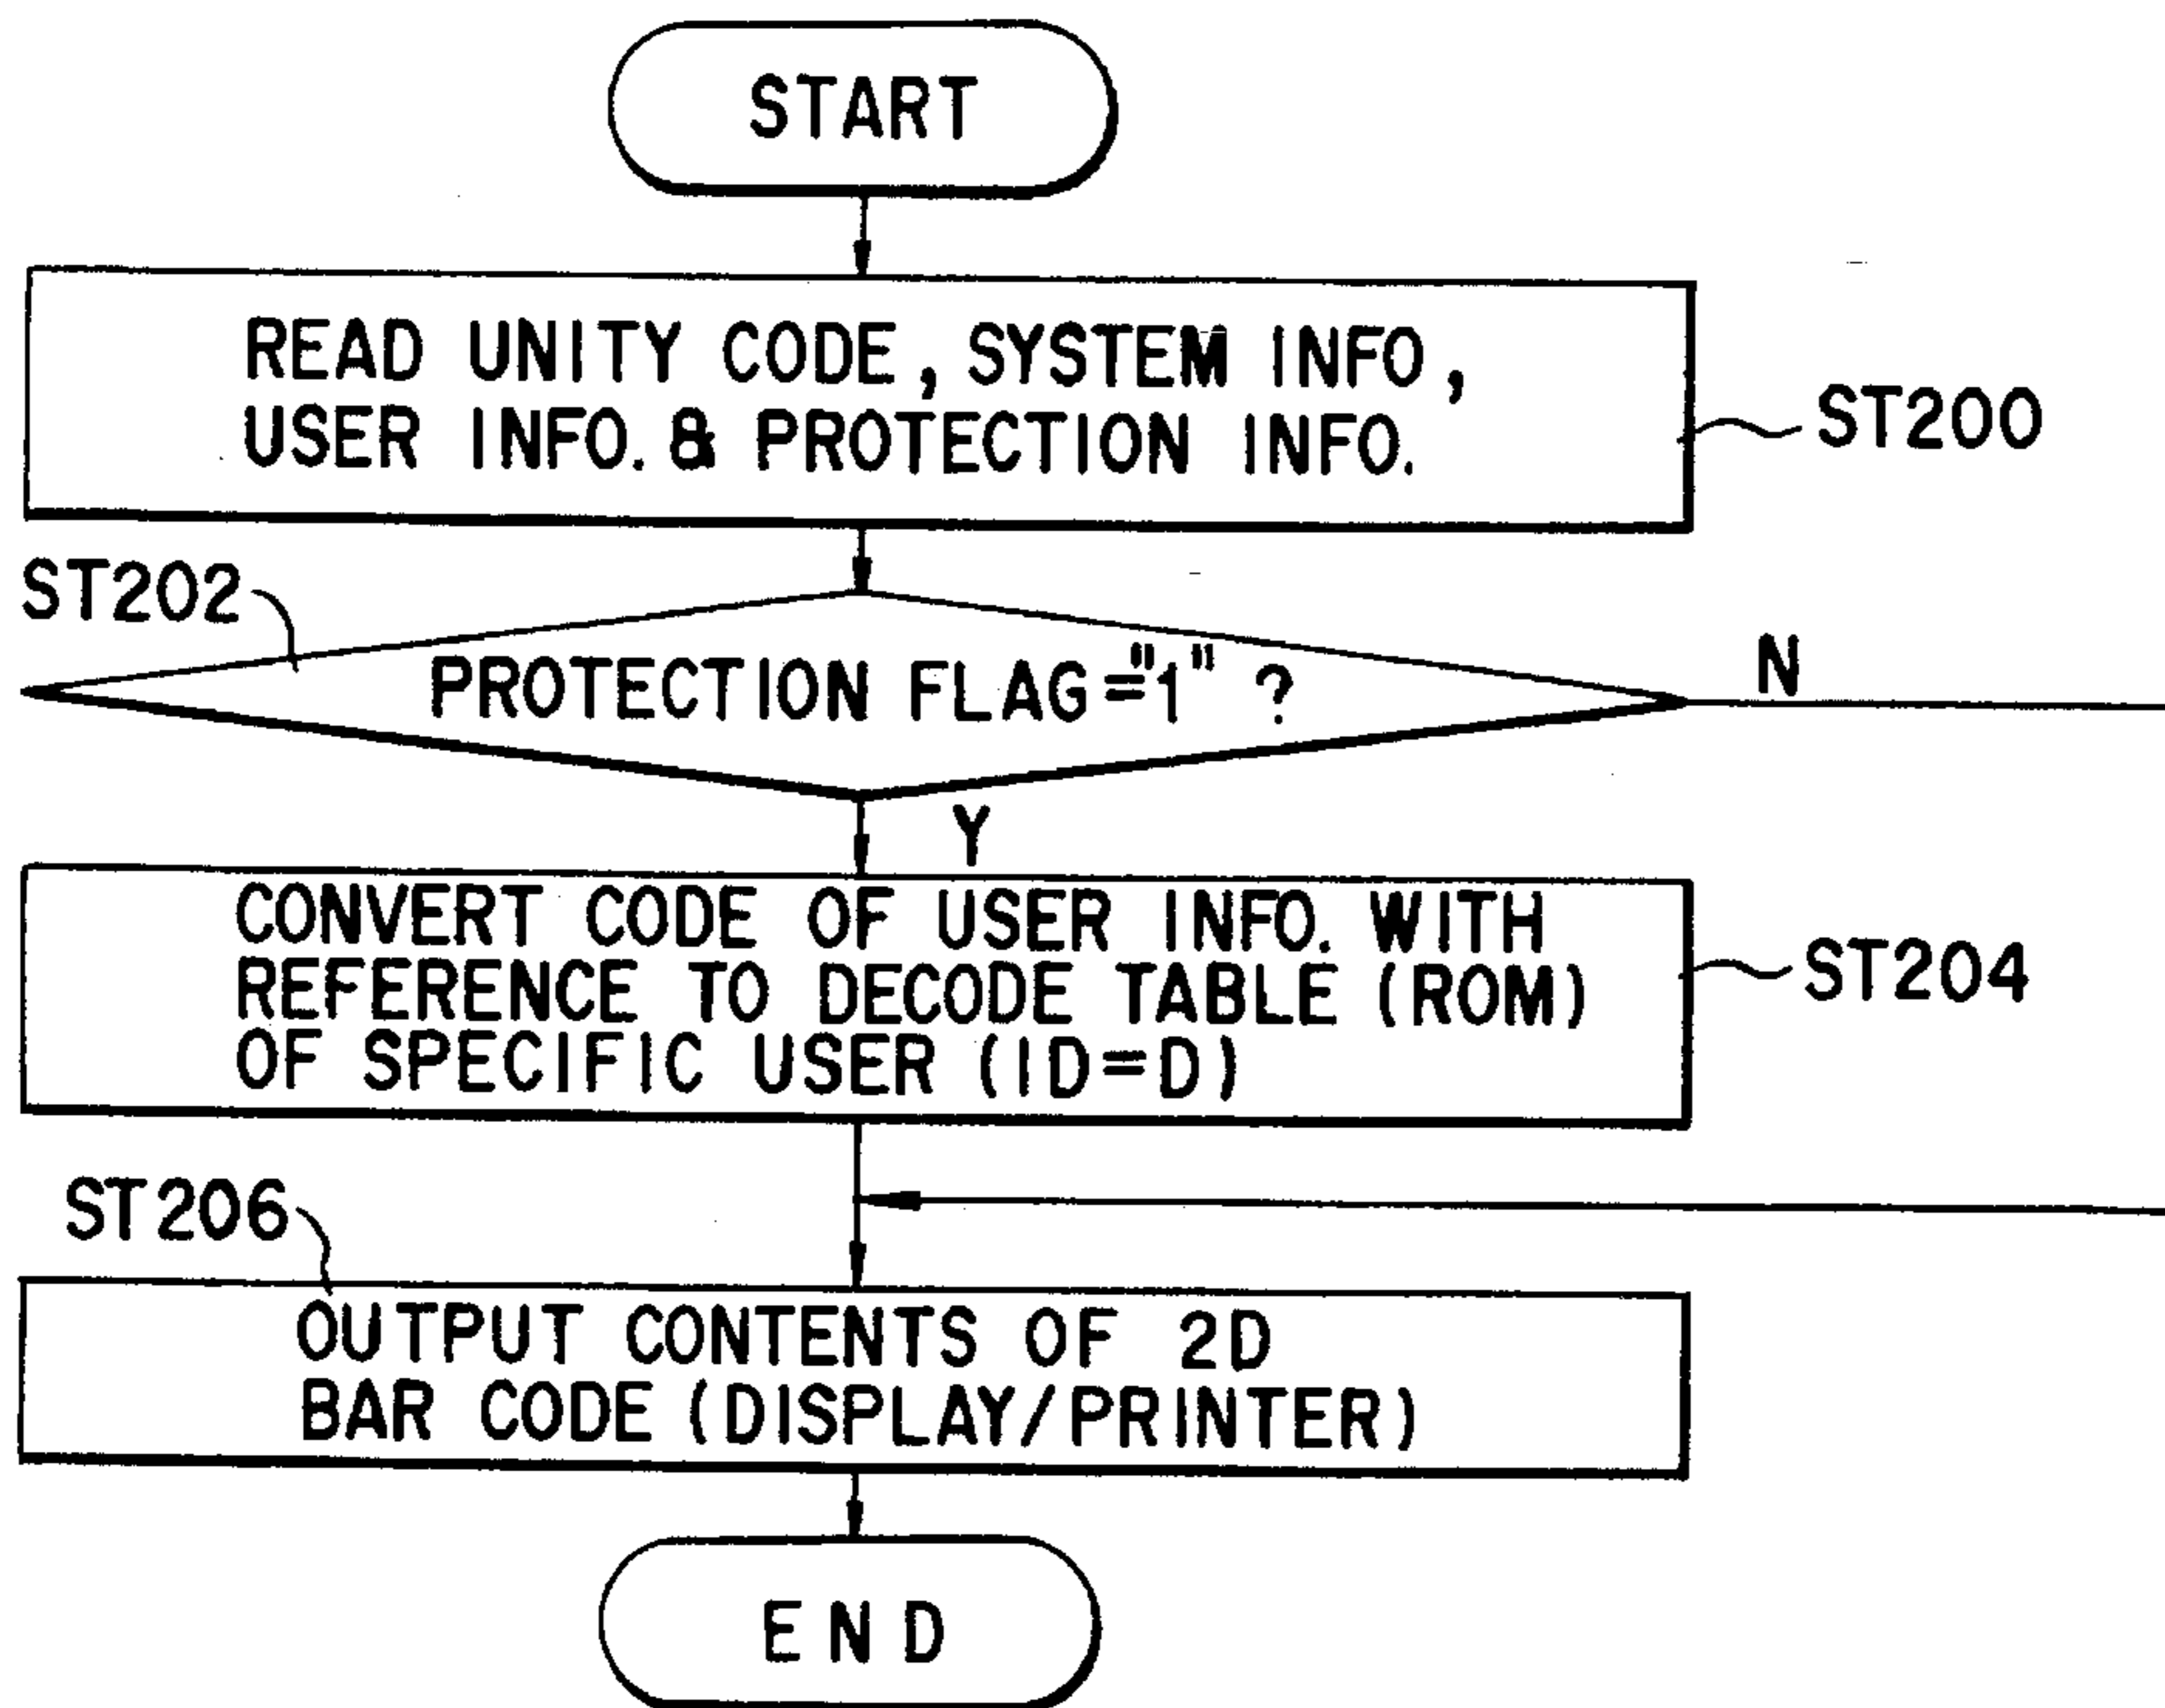 START
READ UNITY CODE, SYSTEM INFO,
USER INFO. & PROTECTION INFO.
ST200
ST202
PROTECTION FLAG="1" ?
N
Y
CONVERT CODE OF USER INFO. WITH
REFERENCE TO DECODE TABLE (ROM)
OF SPECIFIC USER (ID=D)
ST204
ST206
OUTPUT CONTENTS OF 2D
BAR CODE (DISPLAY/PRINTER)
END